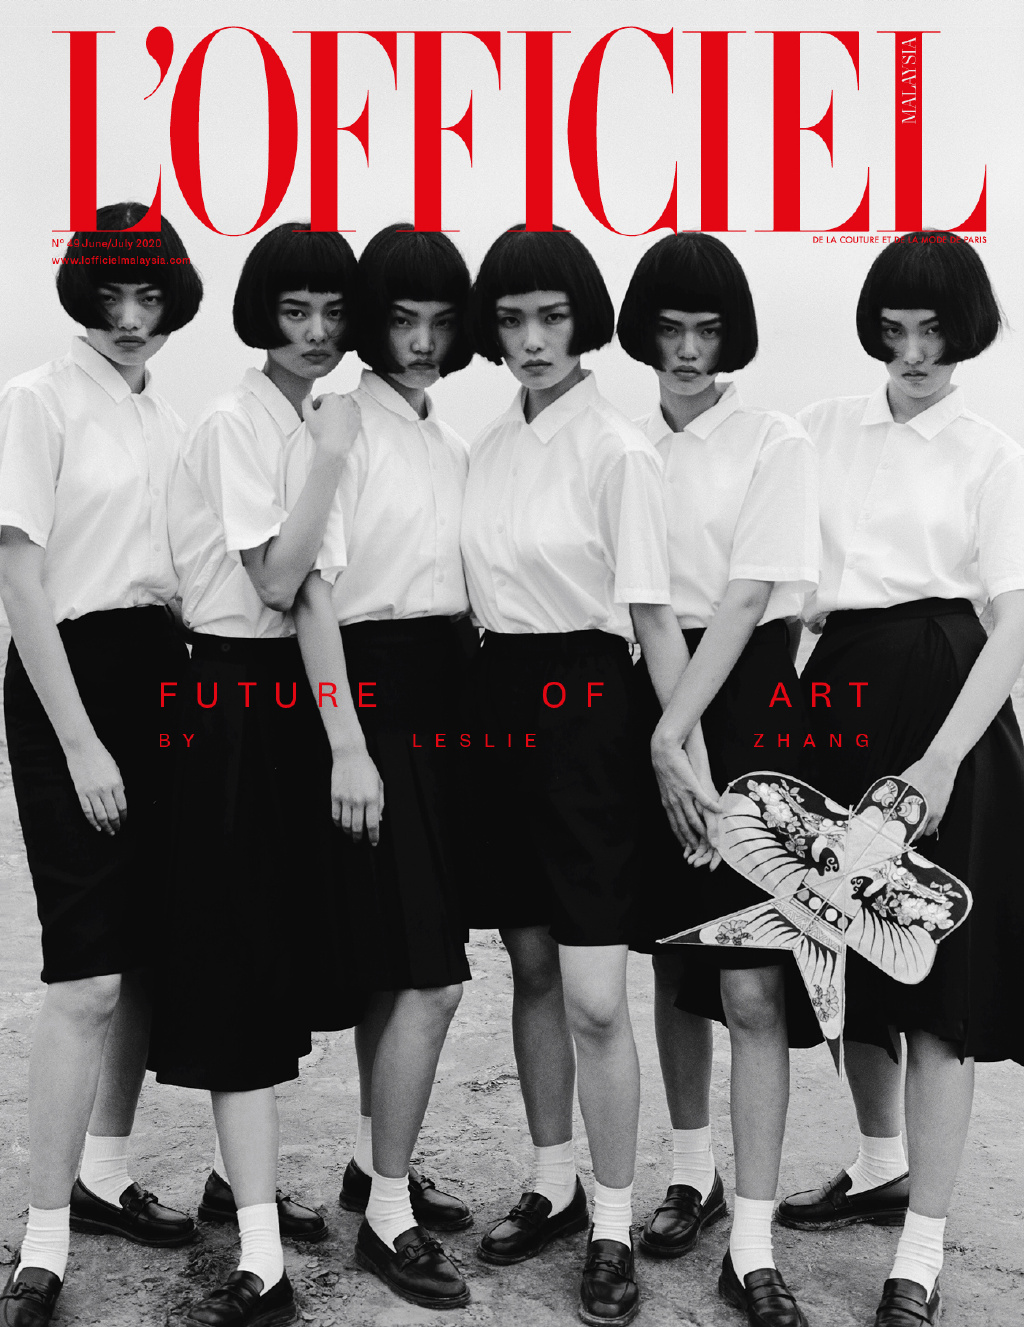 L'OFFICIEL
MALAYSIA
Nº 49 June/July 2020
www.lofficielmalaysia.com
DE LA COUTURE ET DE LA MODE DE PARIS
FUTURE OF ART
BY LESLIE ZHANG